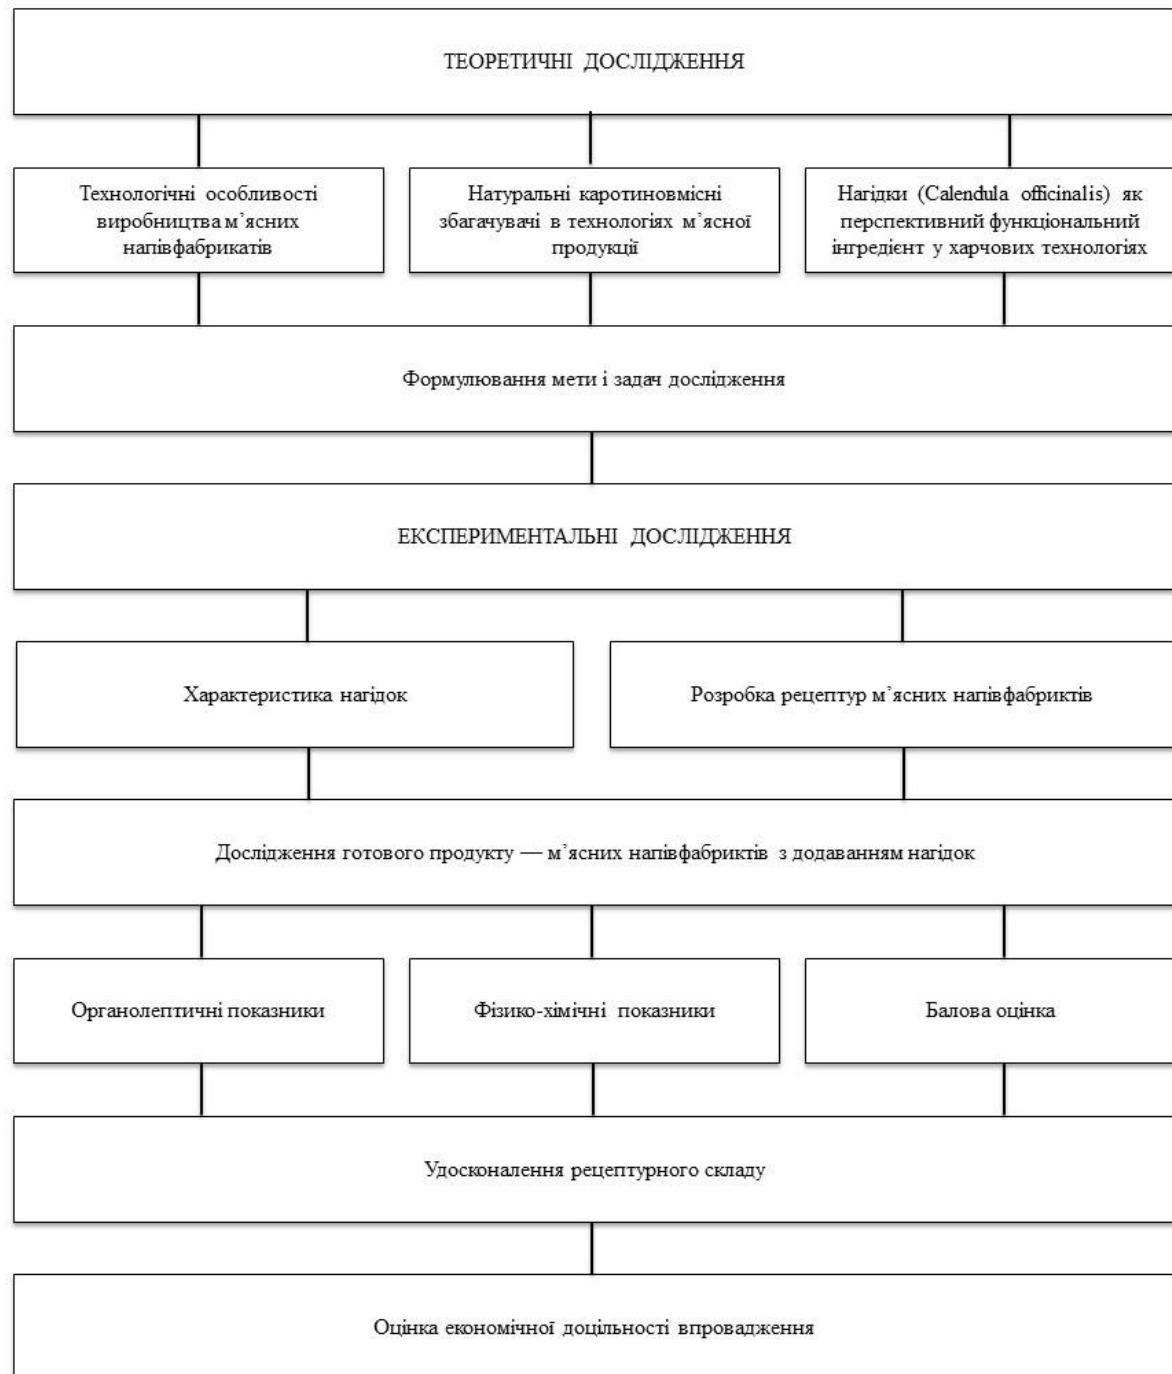 ТЕОРЕТИЧНІ ДОСЛІДЖЕННЯ
Технологічні особливості
виробництва м’ясних
напівфабрикатів
Натуральні каротиновмісні
збагачувачі в технологіях м’ясної
продукції
Нагідки (Calendula officinalis) як
перспективний функціональний
інгредієнт у харчових технологіях
Формулювання мети і задач дослідження
ЕКСПЕРИМЕНТАЛЬНІ ДОСЛІДЖЕННЯ
Характеристика нагідок
Розробка рецептур м’ясних напівфабриктів
Дослідження готового продукту — м’ясних напівфабриктів з додаванням нагідок
Органолептичні показники
Фізико-хімічні показники
Балова оцінка
Удосконалення рецептурного складу
Оцінка економічної доцільності впровадження